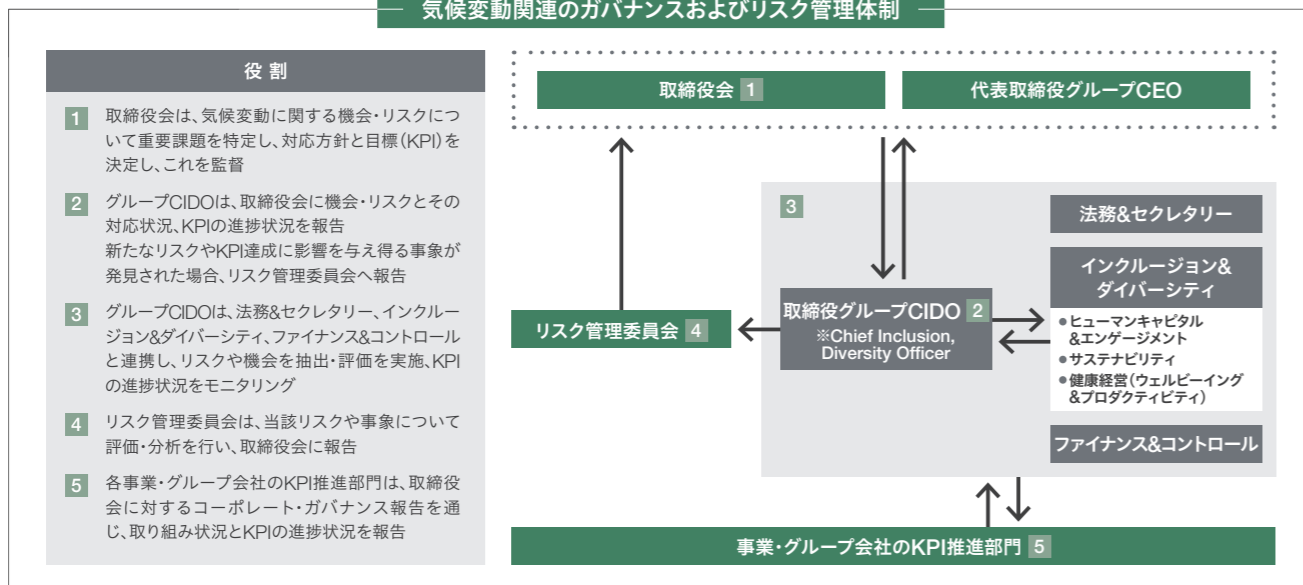 気候変動関連のガバナンスおよびリスク管理体制
役割
1 取締役会は、気候変動に関する機会・リスクにつ
いて重要課題を特定し、対応方針と目標(KPI)を
決定し、これを監督
2 グループCIDOは、取締役会に機会・リスクとその
対応状況、KPIの進捗状況を報告
新たなリスクやKPI達成に影響を与え得る事象が
発見された場合、リスク管理委員会へ報告
3 グループCIDOは、法務&セクレタリー、インクルー
ジョン&ダイバーシティ、ファイナンス&コントロール
と連携し、リスクや機会を抽出・評価を実施、KPI
の進捗状況をモニタリング
4 リスク管理委員会は、当該リスクや事象について
評価・分析を行い、取締役会に報告
5 各事業・グループ会社のKPI推進部門は、取締役
会に対するコーポレート・ガバナンス報告を通
じ、取り組み状況とKPIの進捗状況を報告
取締役会 1
代表取締役グループCEO
3
法務&セクレタリー
インクルージョン&
ダイバーシティ
●ヒューマンキャピタル
&エンゲージメント
●サステナビリティ
●健康経営(ウェルビーイング
&プロダクティビティ)
ファイナンス&コントロール
取締役グループCIDO 2
※Chief Inclusion,
Diversity Officer
リスク管理委員会 4
事業・グループ会社のKPI推進部門 5